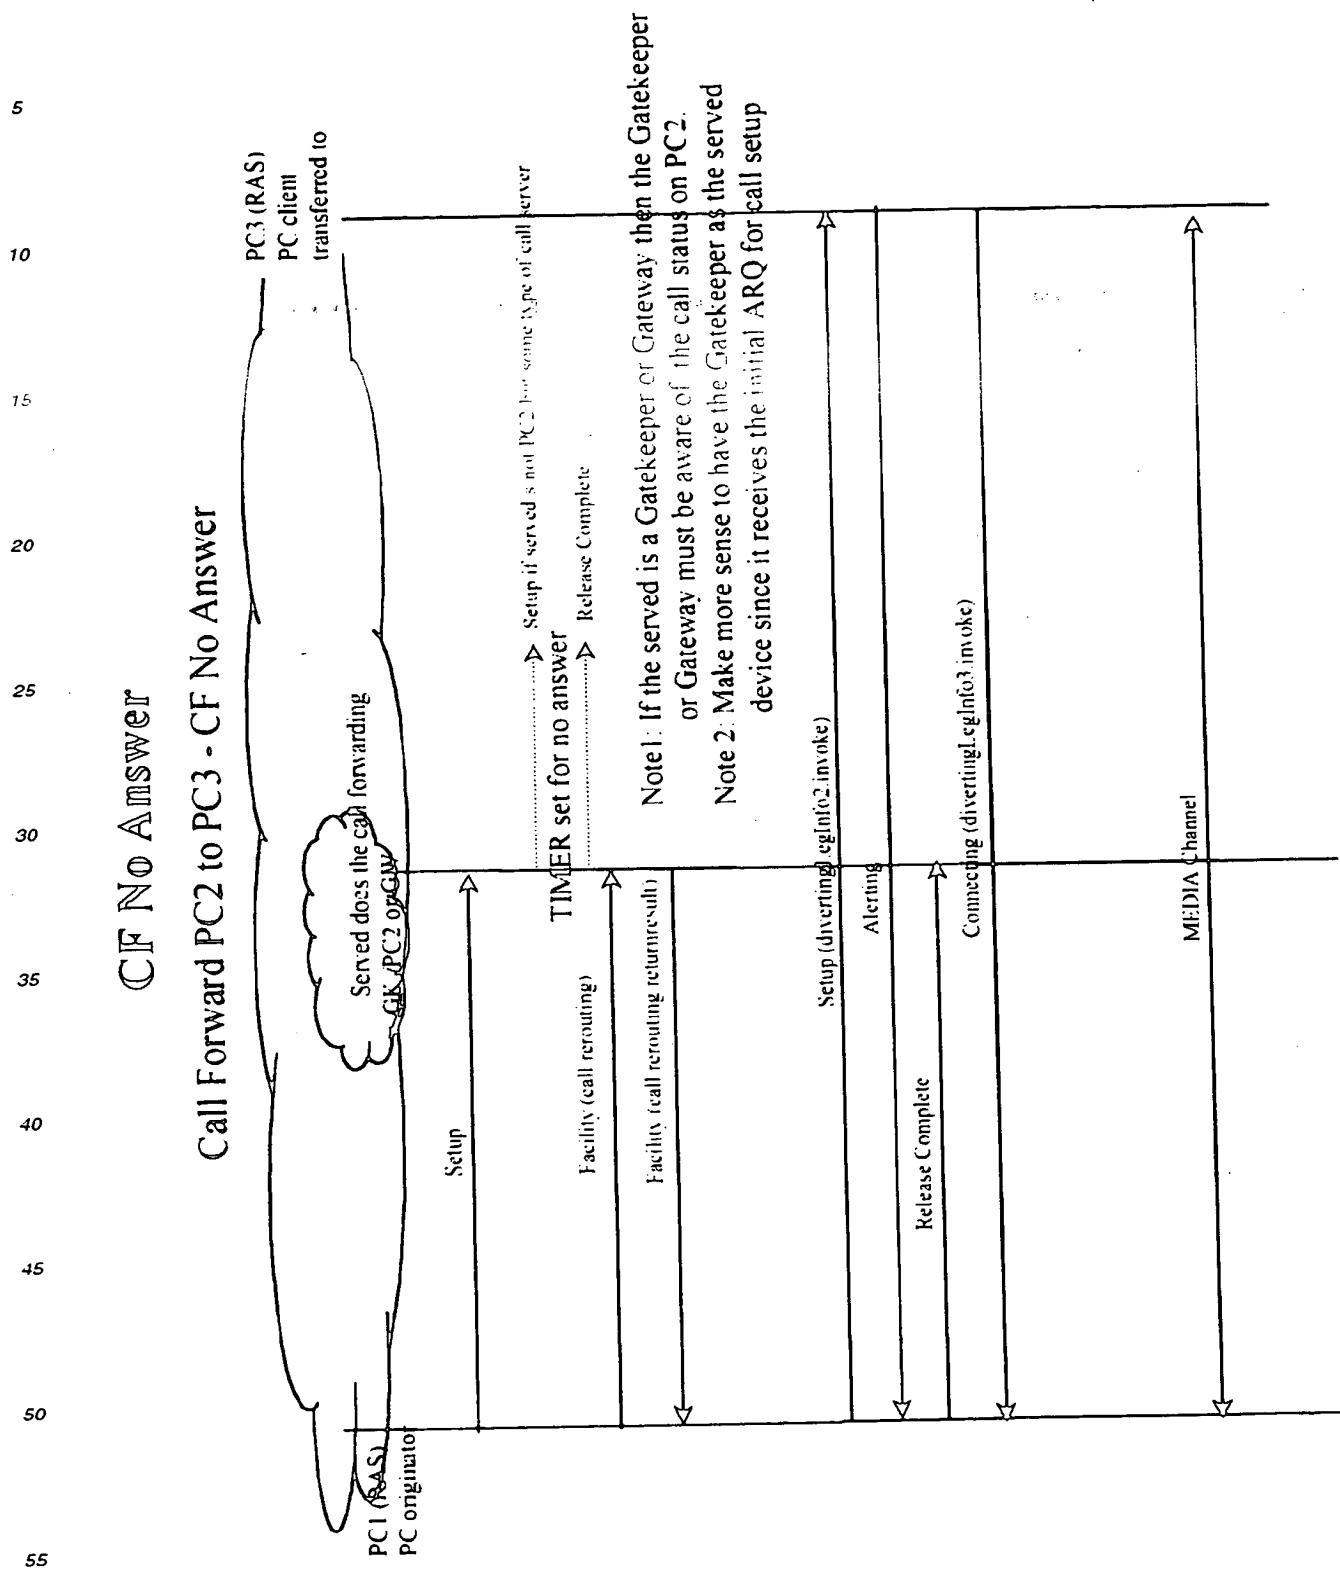 5
10
15
20
25
30
35
40
45
50
55
CF No Answer
Call Forward PC2 to PC3 - CF No Answer
PC1 (RAS)
PC originator
Served does the call forwarding
GK (PC2 or GW
PC3 (RAS)
PC client
transferred to
Setup
Setup if served s not PC2 but some type of call server
TIMER set for no answer
Release Complete
Facility (call rerouting)
Facility (call rerouting returnresult)
Note1: If the served is a Gatekeeper or Gateway then the Gatekeeper
or Gateway must be aware of the call status on PC2.
Note 2: Make more sense to have the Gatekeeper as the served
device since it receives the initial ARQ for call setup
Setup (divertingLegInfo2.invoke)
Alerting
Release Complete
Connecting (divertingLegInfo3.invoke)
MEDIA Channel